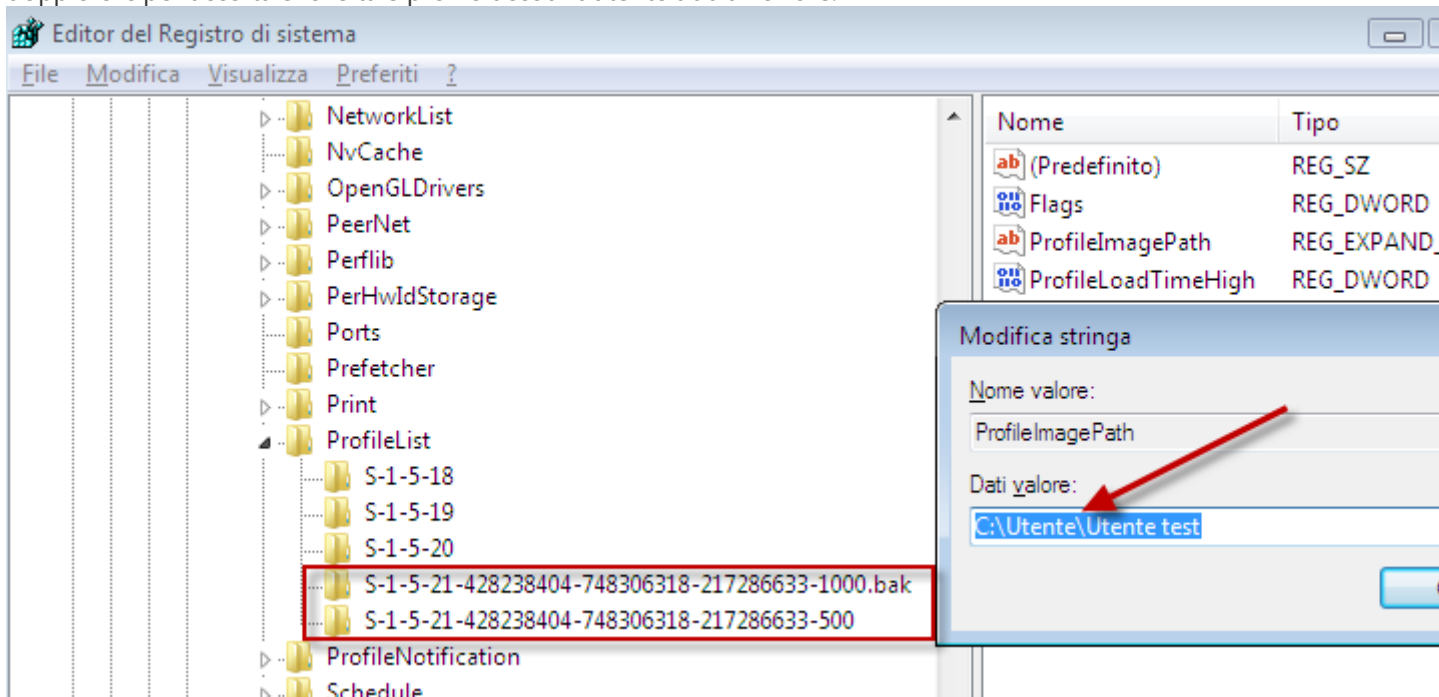 Editor del Registro di sistema
File Modifica Visualizza Preferiti ?
NetworkList
NvCache
OpenGLDrivers
PeerNet
Perflib
PerHwIdStorage
Ports
Prefetcher
Print
ProfileList
S-1-5-18
S-1-5-19
S-1-5-20
S-1-5-21-428238404-748306318-217286633-1000.bak
S-1-5-21-428238404-748306318-217286633-500
ProfileNotification
Schedule
Nome Tipo
(Predefinito) REG_SZ
Flags REG_DWORD
ProfileImagePath REG_EXPAND_
ProfileLoadTimeHigh REG_DWORD
Modifica stringa
Nome valore:
ProfileImagePath
Dati valore:
C:\Utente\Utente test